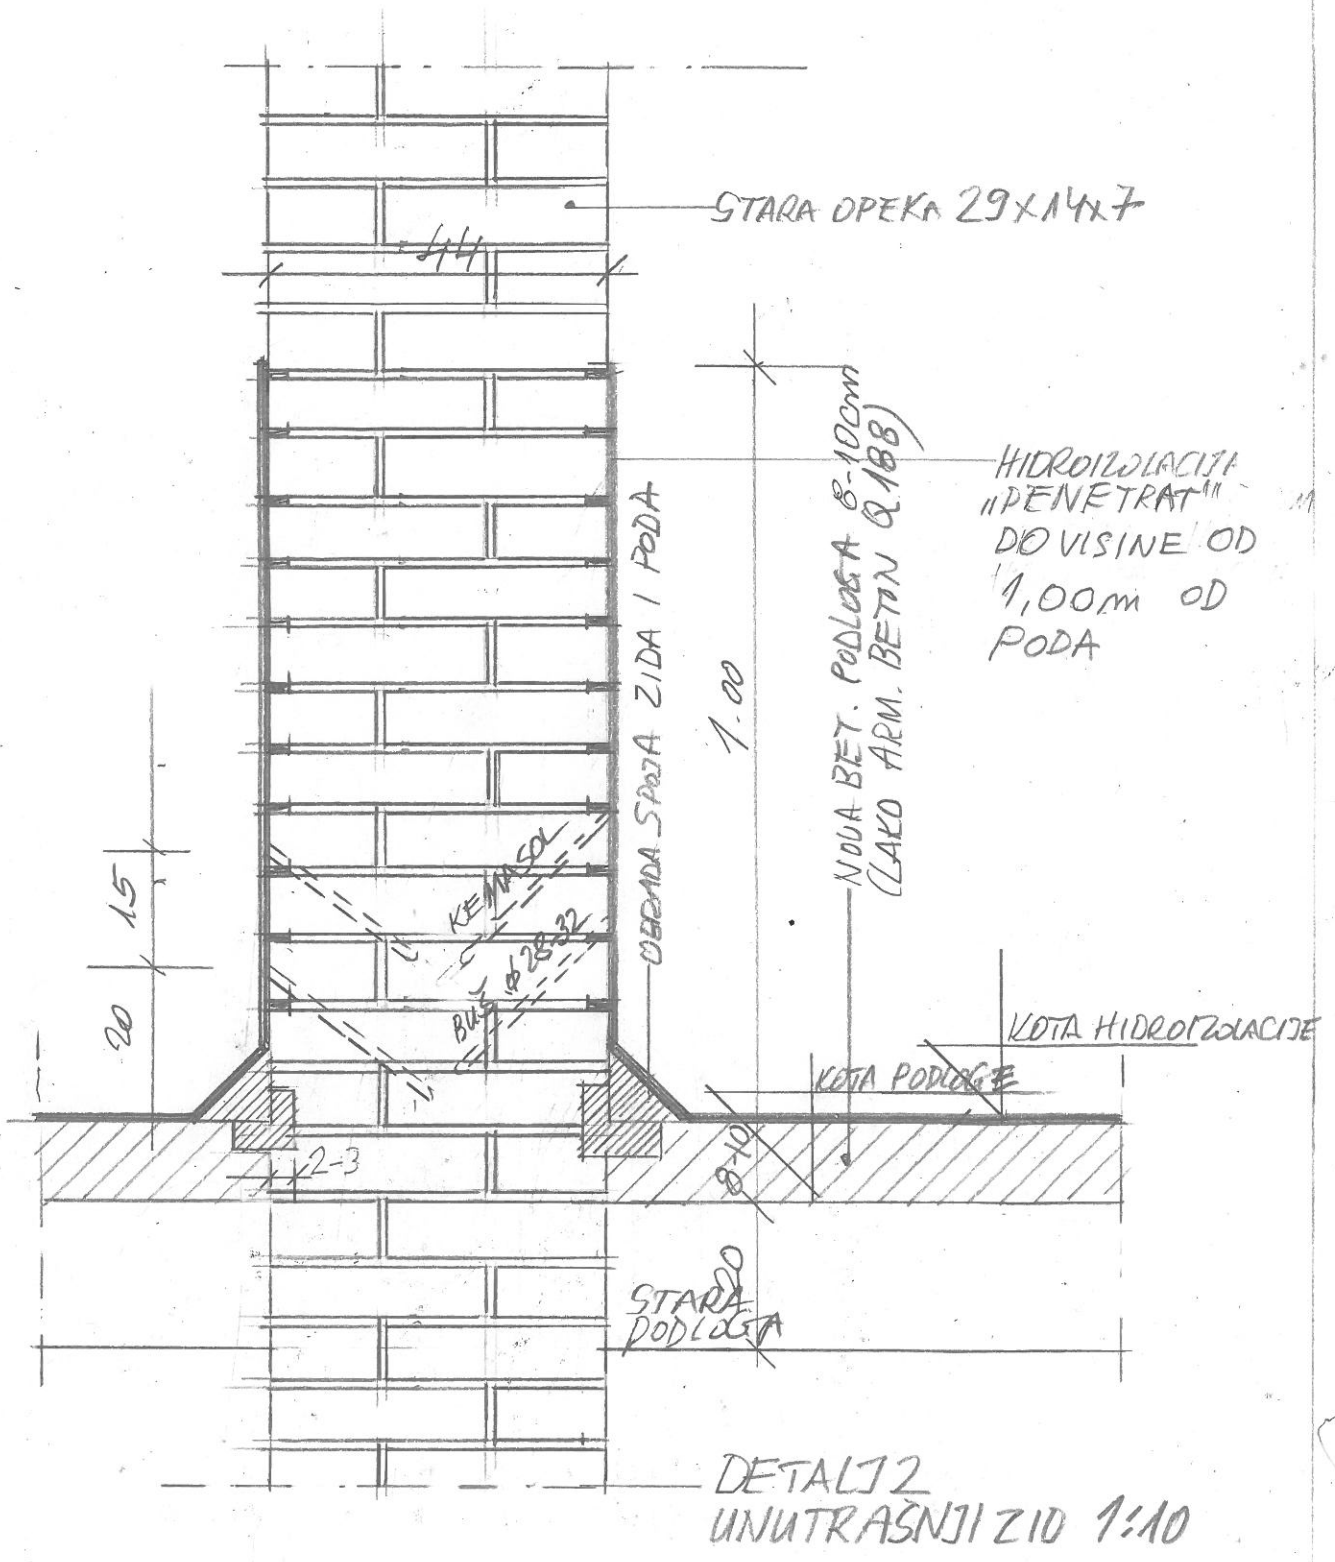 STARA OPEKA 29x14x7
44
HIDROIZOLACIJA
„PENETRAT"
DO VISINE OD
1,00m OD
PODA
NOVA BET. PODLOGA 8-10cm
(LAKO ARM. BETON Q188)
1.00
OBRADA SPOJA ZIDA I PODA
KEMASOL
BUŠ. φ 28-32
15
20
KOTA HIDROIZOLACIJE
KOTA PODLOGE
2-3
8-10
20
STARA
PODLOGA
DETALJ 2
UNUTRAŠNJI ZID 1:10